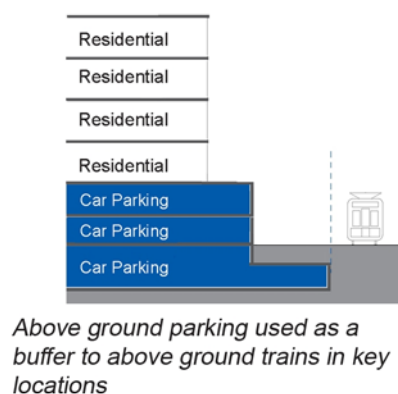 Residential
Residential
Residential
Residential
Car Parking
Car Parking
Car Parking
Above ground parking used as a
buffer to above ground trains in key
locations